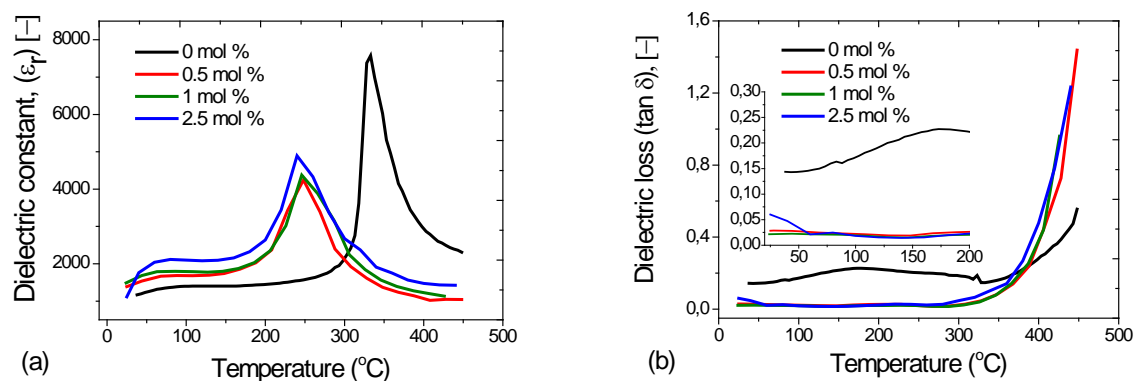 Dielectric constant, (εr) [–]
8000
6000
4000
2000
0 mol %
0.5 mol %
1 mol %
2.5 mol %
0 100 200 300 400 500
Temperature (oC)
(a)
Dielectric loss (tan δ), [–]
1,6
1,2
0,8
0,4
0,0
0 mol %
0.5 mol %
1 mol %
2.5 mol %
0,30
0,25
0,20
0,15
0,10
0,05
0,00
50 100 150 200
0 100 200 300 400 500
Temperature (oC)
(b)